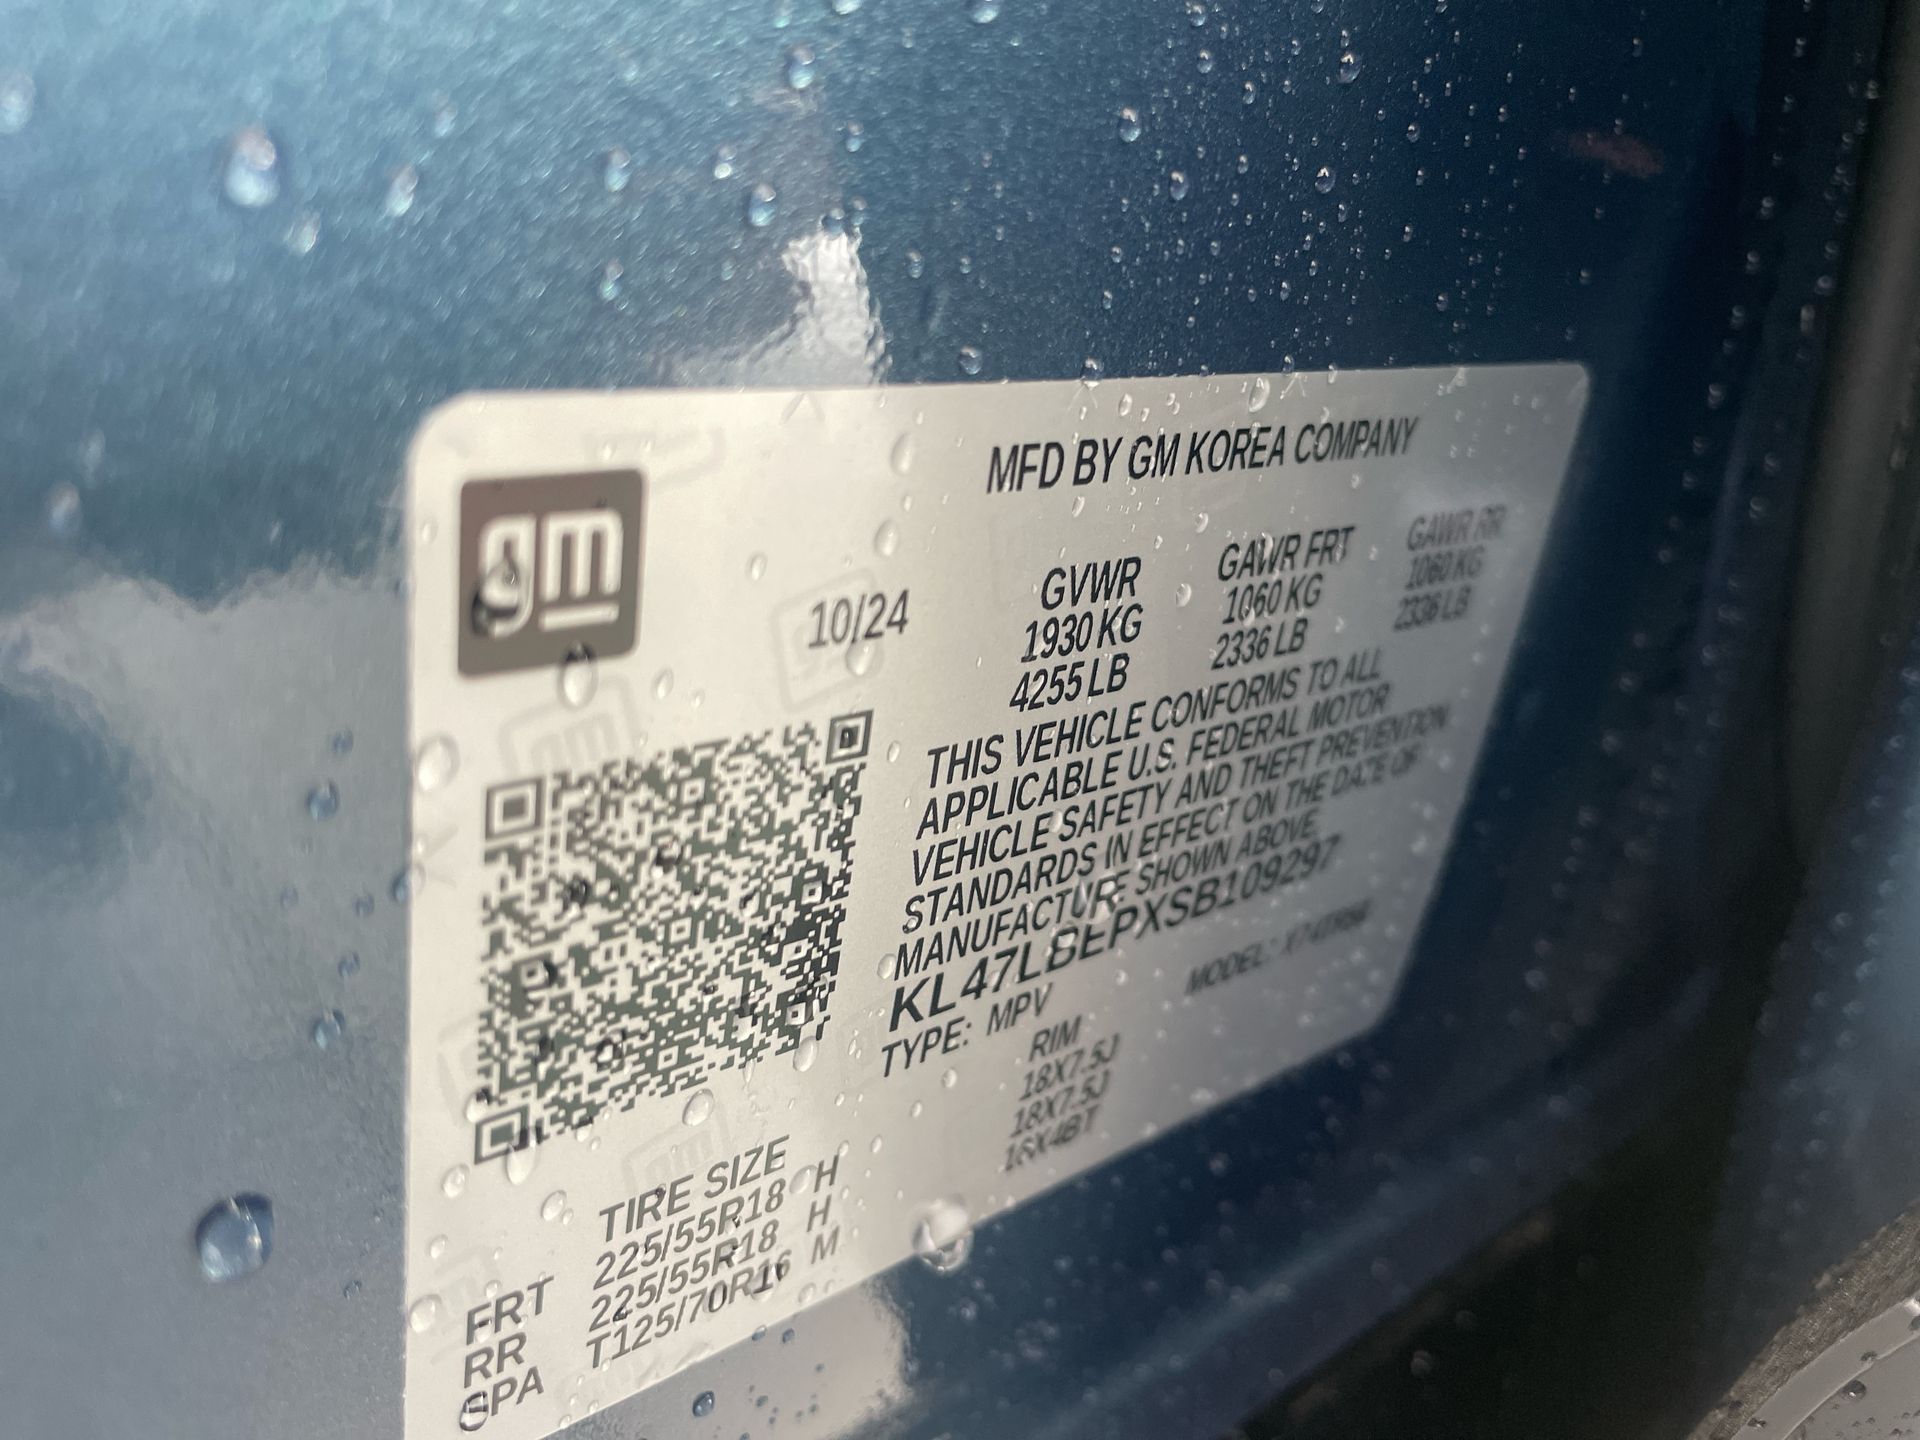 gm
MFD BY GM KOREA COMPANY
10/24 GVWR GAWR FRT GAWR RR
1930 KG 1060 KG 1060 KG
4255 LB 2336 LB 2336 LB
THIS VEHICLE CONFORMS TO ALL
APPLICABLE U.S. FEDERAL MOTOR
VEHICLE SAFETY AND THEFT PREVENTION
STANDARDS IN EFFECT ON THE DATE OF
MANUFACTURE SHOWN ABOVE.
KL47LBEPXSB109297
TYPE: MPV MODEL:
TIRE SIZE RIM
FRT 225/55R18 H 18X7.5J
RR 225/55R18 H 18X7.5J
SPA T125/70R16 M 16X4BT